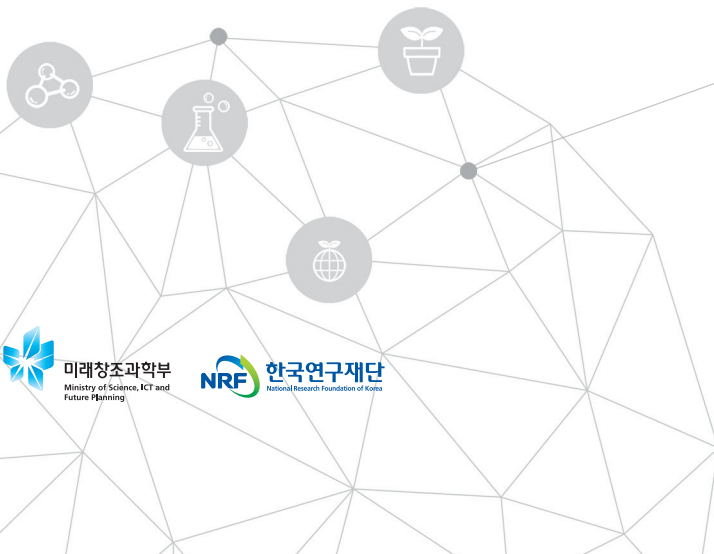 미래창조과학부
Ministry of Science, ICT and
Future Planning
NRF
한국연구재단
National Research Foundation of Korea